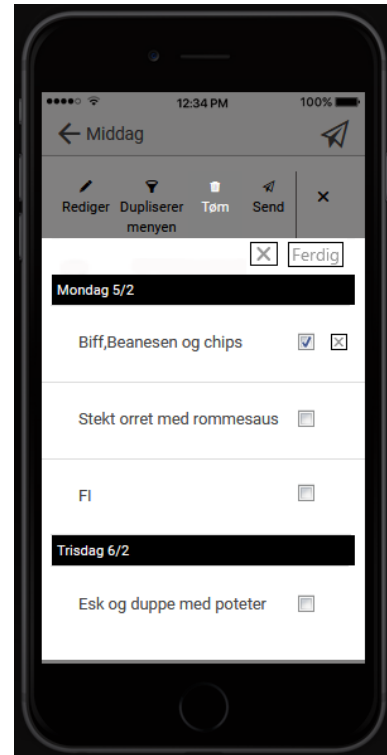 12:34 PM 100%
Middag
Rediger Dupliserer menyen Tøm Send
Ferdig
Mondag 5/2
Biff,Beanesen og chips
Stekt orret med rommesaus
FI
Trisdag 6/2
Esk og duppe med poteter